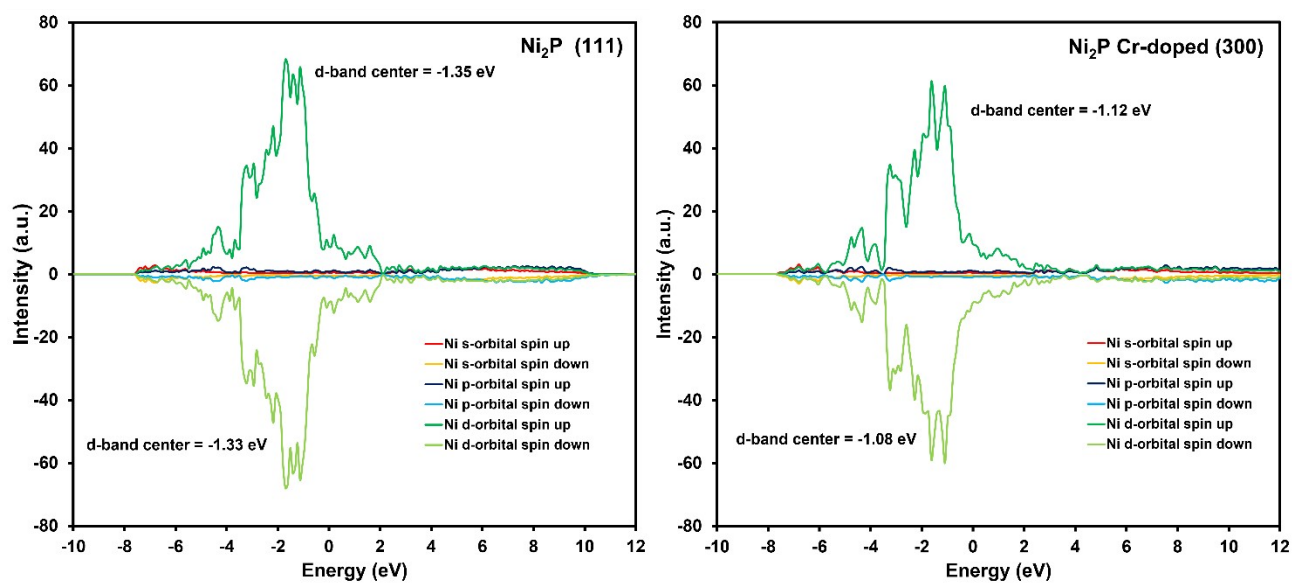 Ni₂P (111)
d-band center = -1.35 eV
80
60
40
20
0
-20
-40
-60
-80
Intensity (a.u.)
Ni s-orbital spin up
Ni s-orbital spin down
Ni p-orbital spin up
Ni p-orbital spin down
Ni d-orbital spin up
Ni d-orbital spin down
d-band center = -1.33 eV
-10 -8 -6 -4 -2 0 2 4 6 8 10 12
Energy (eV)
Ni₂P Cr-doped (300)
d-band center = -1.12 eV
80
60
40
20
0
-20
-40
-60
-80
Intensity (a.u.)
Ni s-orbital spin up
Ni s-orbital spin down
Ni p-orbital spin up
Ni p-orbital spin down
Ni d-orbital spin up
Ni d-orbital spin down
d-band center = -1.08 eV
-10 -8 -6 -4 -2 0 2 4 6 8 10 12
Energy (eV)